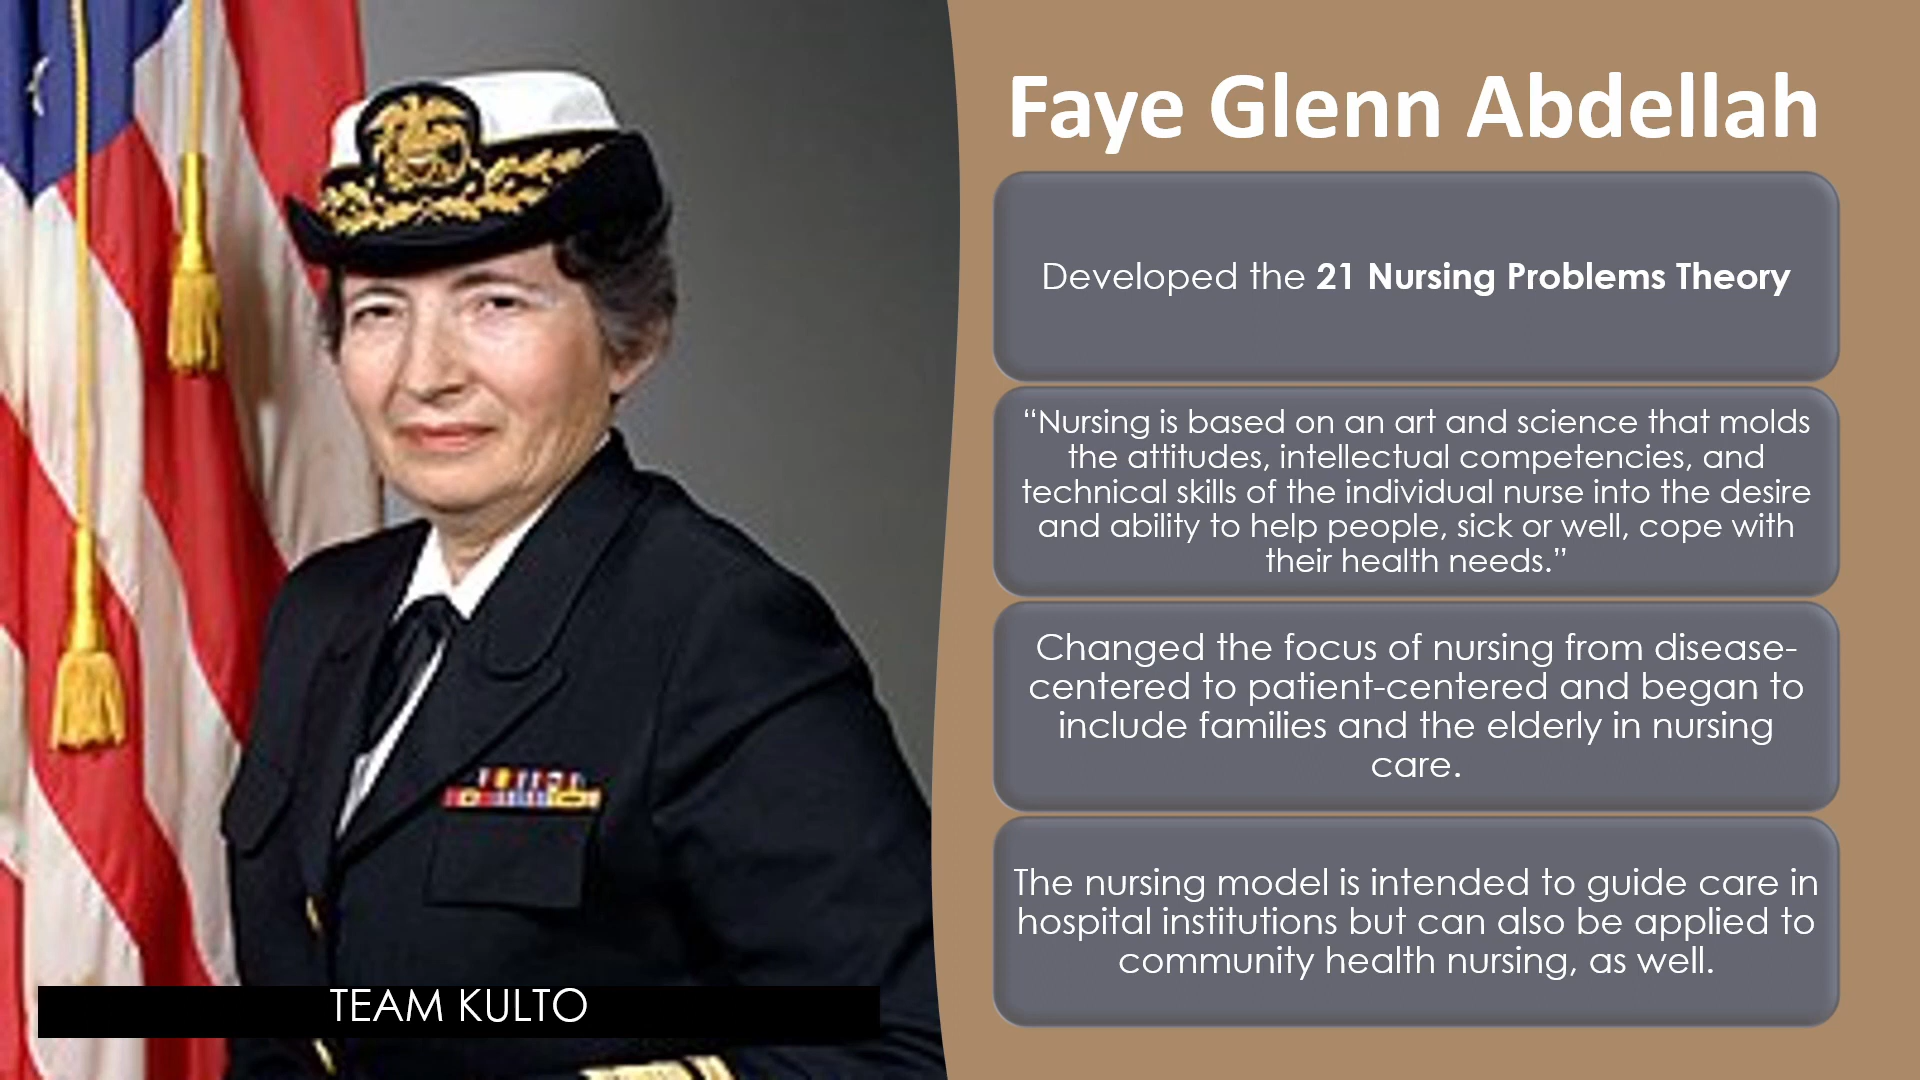 Faye Glenn Abdellah
Developed the 21 Nursing Problems Theory
“Nursing is based on an art and science that molds
the attitudes, intellectual competencies, and
technical skills of the individual nurse into the desire
and ability to help people, sick or well, cope with
their health needs.”
Changed the focus of nursing from disease-
centered to patient-centered and began to
include families and the elderly in nursing
care.
The nursing model is intended to guide care in
hospital institutions but can also be applied to
community health nursing, as well.
TEAM KULTO